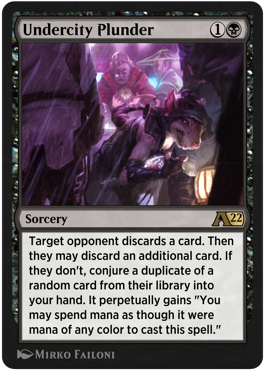 Undercity Plunder 1
Sorcery A22
Target opponent discards a card. Then
they may discard an additional card. If
they don't, conjure a duplicate of a
random card from their library into
your hand. It perpetually gains "You
may spend mana as though it were
mana of any color to cast this spell."
Mirko Failoni